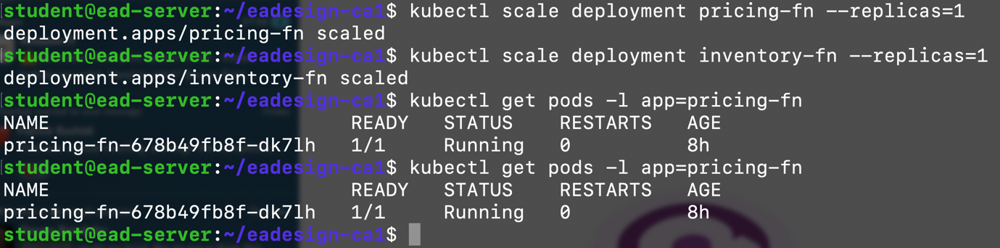 student@ead-server:~/eadesign-ca1$ kubectl scale deployment pricing-fn --replicas=1
deployment.apps/pricing-fn scaled
student@ead-server:~/eadesign-ca1$ kubectl scale deployment inventory-fn --replicas=1
deployment.apps/inventory-fn scaled
student@ead-server:~/eadesign-ca1$ kubectl get pods -l app=pricing-fn
NAME READY STATUS RESTARTS AGE
pricing-fn-678b49fb8f-dk7lh 1/1 Running 0 8h
student@ead-server:~/eadesign-ca1$ kubectl get pods -l app=pricing-fn
NAME READY STATUS RESTARTS AGE
pricing-fn-678b49fb8f-dk7lh 1/1 Running 0 8h
student@ead-server:~/eadesign-ca1$